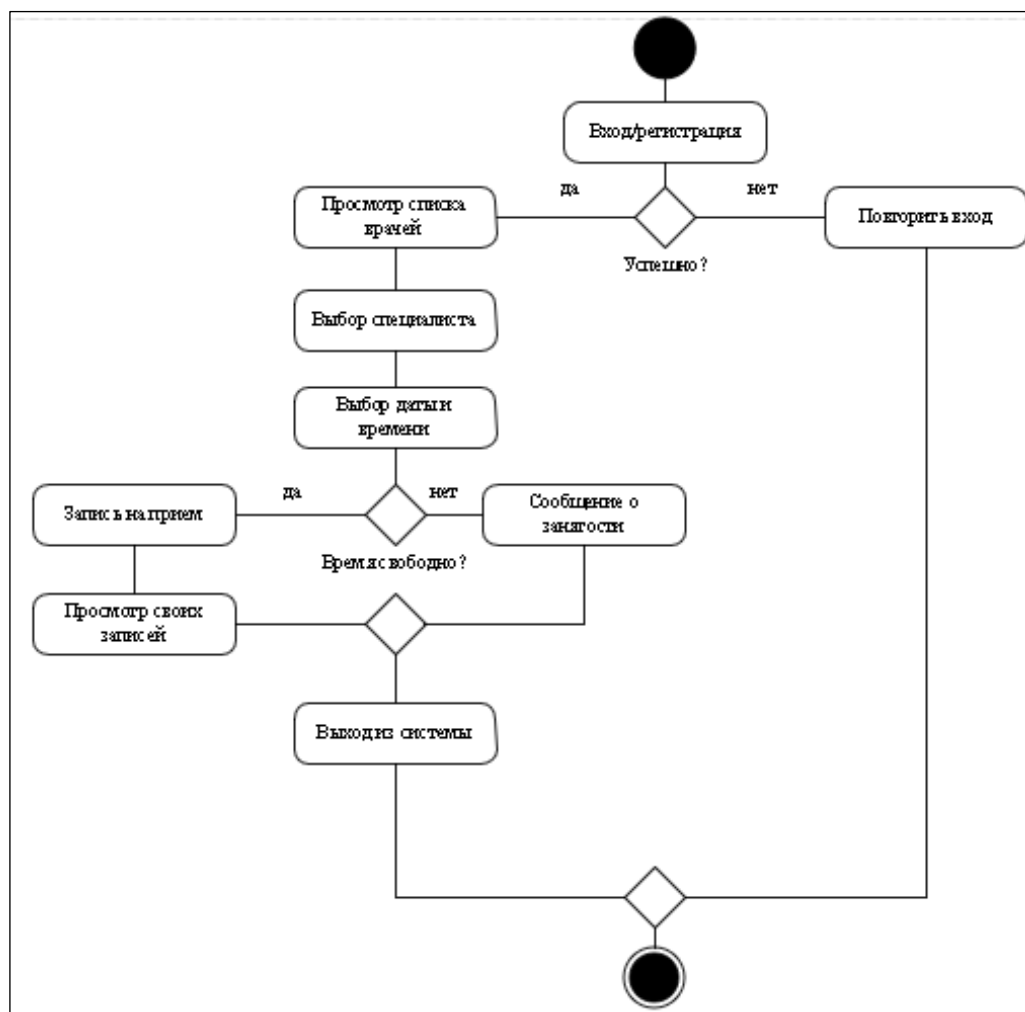 Вход/регистрация
да
нет
Просмотр списка
врачей
Повторить вход
Успешно?
Выбор специалиста
Выбор даты и
времени
да
нет
Запись на прием
Сообщение о
занятости
Время свободно?
Просмотр своих
записей
Выход из системы